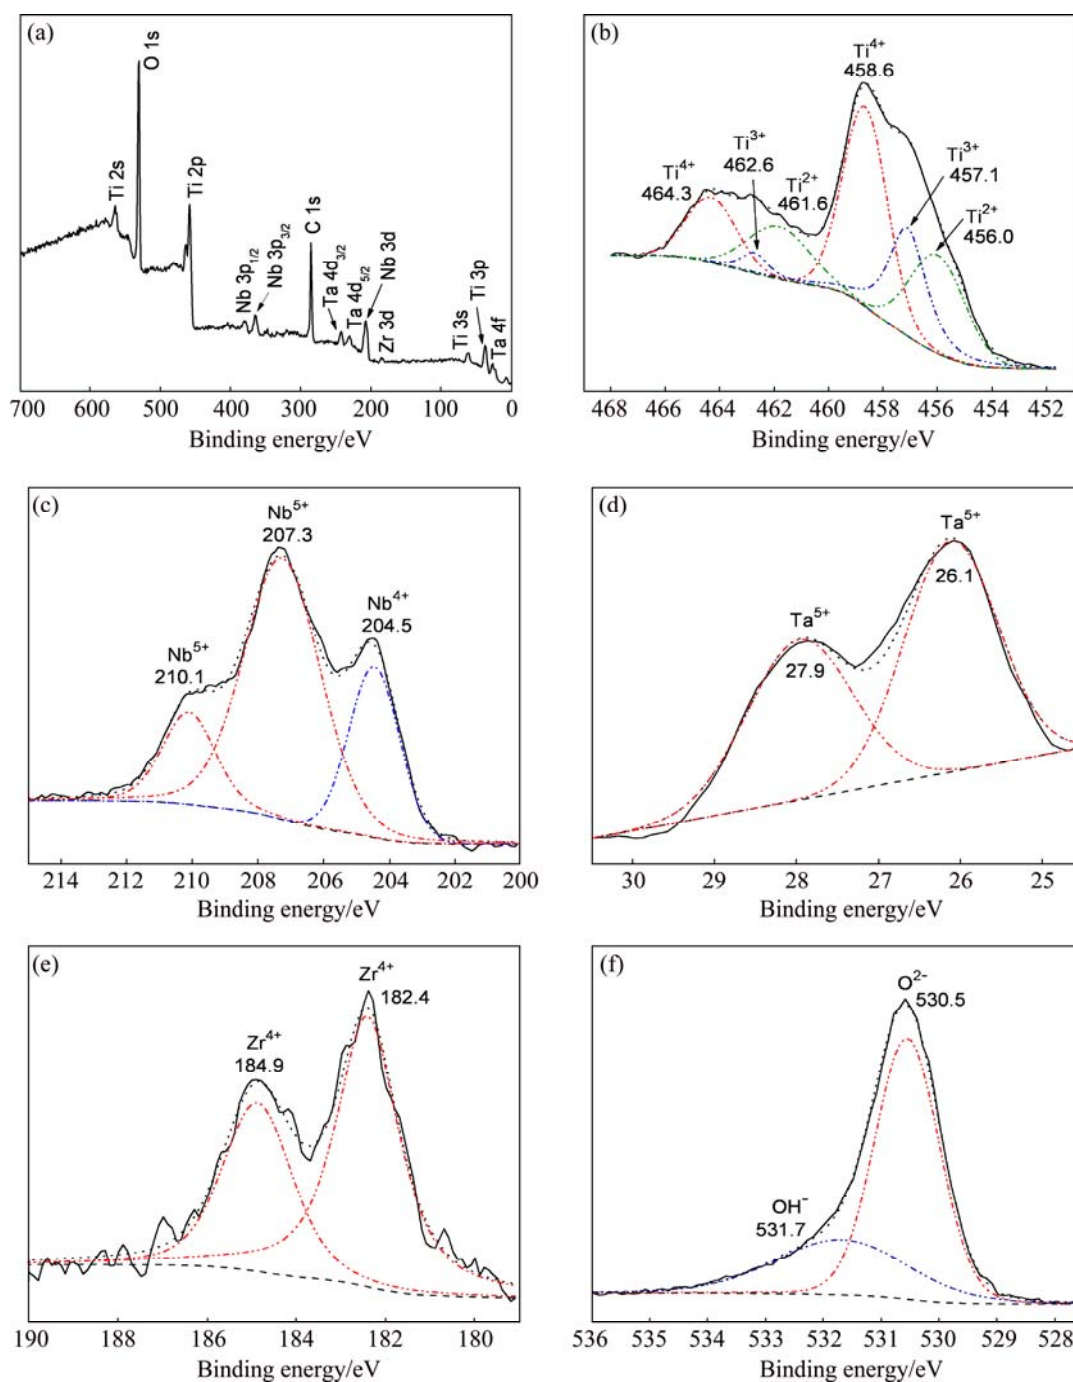 (a)
O 1s
Ti 2s
Ti 2p
Nb 3p1/2
Nb 3p3/2
C 1s
Ta 4d3/2
Ta 4d5/2
Nb 3d
Zr 3d
Ti 3s
Ti 3p
Ta 4f
700 600 500 400 300 200 100 0
Binding energy/eV
(b)
Ti4+
458.6
Ti3+
462.6
Ti4+
464.3
Ti2+
461.6
Ti3+
457.1
Ti2+
456.0
468 466 464 462 460 458 456 454 452
Binding energy/eV
(c)
Nb5+
207.3
Nb4+
204.5
Nb5+
210.1
214 212 210 208 206 204 202 200
Binding energy/eV
(d)
Ta5+
26.1
Ta5+
27.9
30 29 28 27 26 25
Binding energy/eV
(e)
Zr4+
182.4
Zr4+
184.9
190 188 186 184 182 180
Binding energy/eV
(f)
O2−
530.5
OH−
531.7
536 535 534 533 532 531 530 529 528
Binding energy/eV